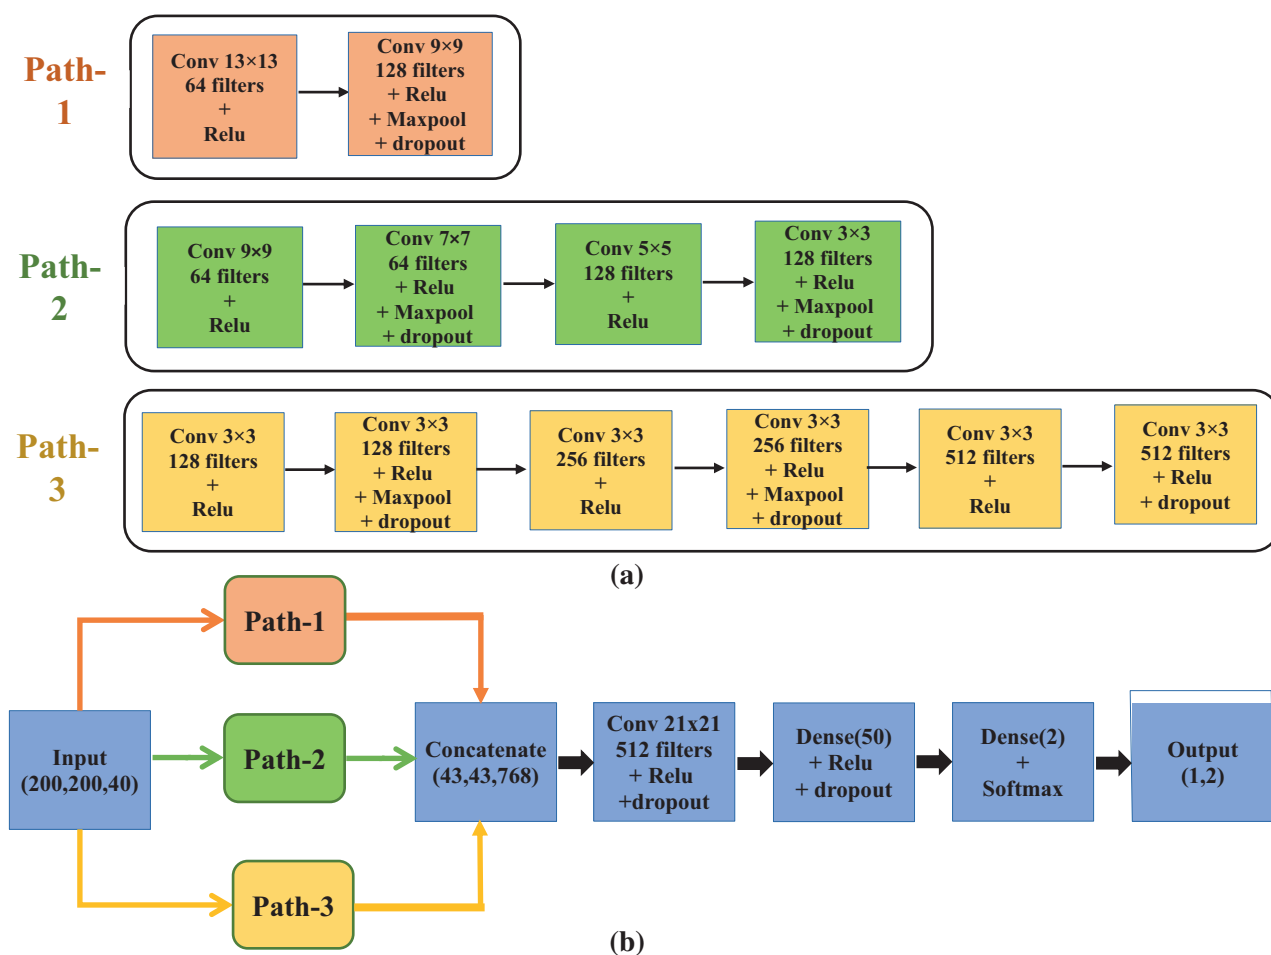 Path-
1
Conv 13×13
64 filters
+
Relu
Conv 9×9
128 filters
+ Relu
+ Maxpool
+ dropout
Path-
2
Conv 9×9
64 filters
+
Relu
Conv 7×7
64 filters
+ Relu
+ Maxpool
+ dropout
Conv 5×5
128 filters
+
Relu
Conv 3×3
128 filters
+ Relu
+ Maxpool
+ dropout
Path-
3
Conv 3×3
128 filters
+
Relu
Conv 3×3
128 filters
+ Relu
+ Maxpool
+ dropout
Conv 3×3
256 filters
+
Relu
Conv 3×3
256 filters
+ Relu
+ Maxpool
+ dropout
Conv 3×3
512 filters
+
Relu
Conv 3×3
512 filters
+ Relu
+ dropout
(a)
Input
(200,200,40)
Path-1
Path-2
Path-3
Concatenate
(43,43,768)
Conv 21x21
512 filters
+ Relu
+dropout
Dense(50)
+ Relu
+ dropout
Dense(2)
+
Softmax
Output
(1,2)
(b)